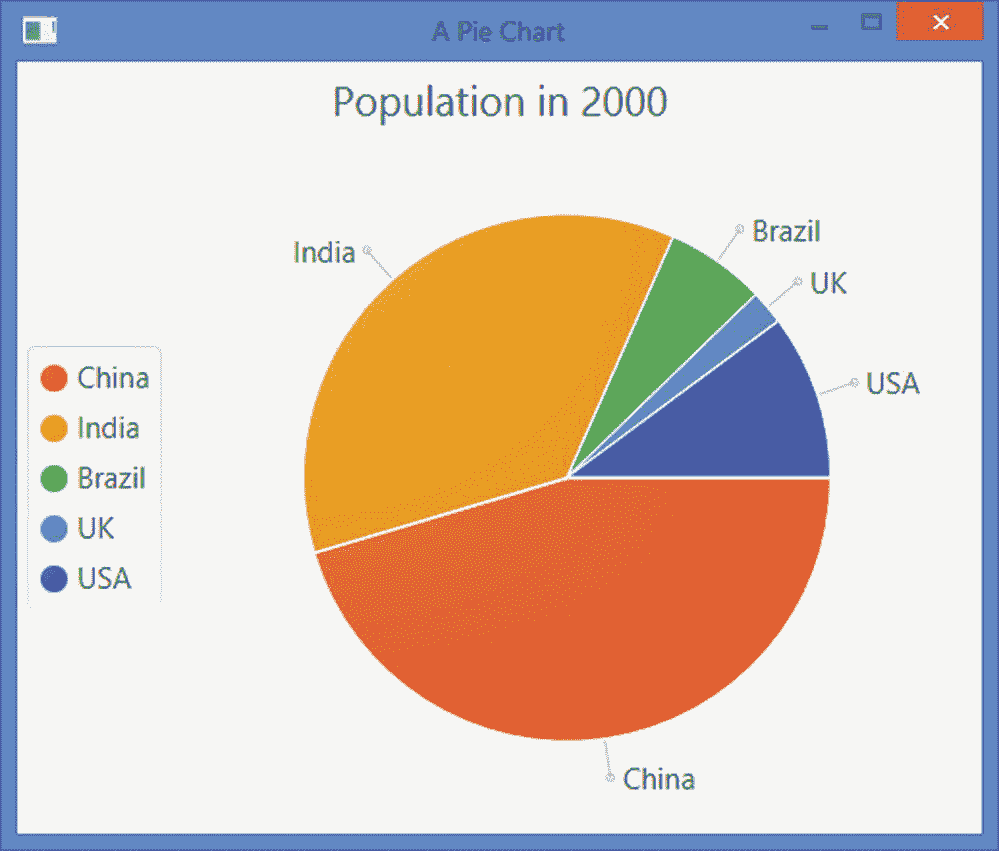 A Pie Chart
Population in 2000
India
Brazil
UK
USA
China
China
India
Brazil
UK
USA